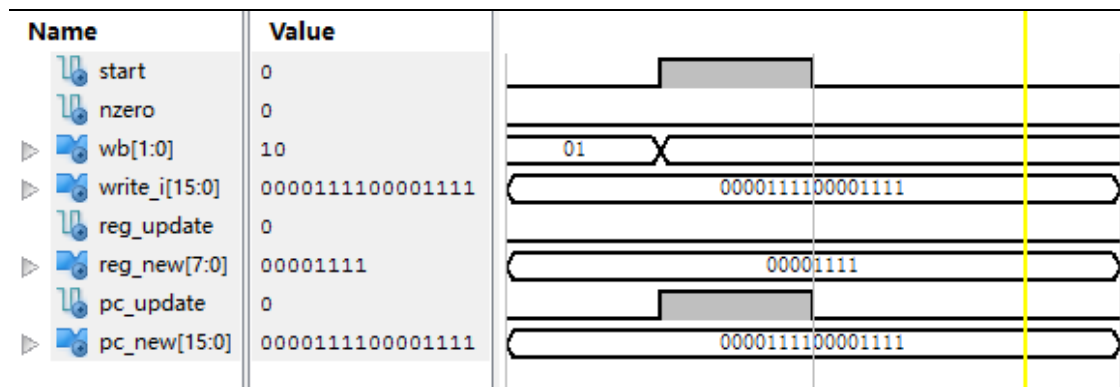 Name Value
start 0
nzero 0
wb[1:0] 10 01
write_i[15:0] 0000111100001111 0000111100001111
reg_update 0
reg_new[7:0] 00001111 00001111
pc_update 0
pc_new[15:0] 0000111100001111 0000111100001111